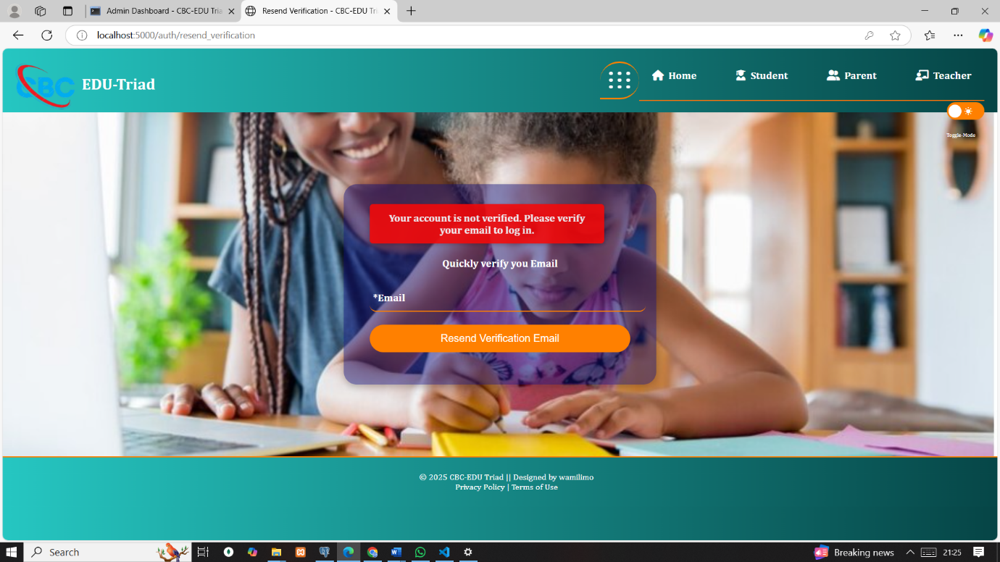 Admin Dashboard - CBC-EDU Tria
Resend Verification - CBC-EDU Tri
localhost:5000/auth/resend_verification
CBC
EDU-Triad
Home
Student
Parent
Teacher
Toggle-Mode
Your account is not verified. Please verify
your email to log in.
Quickly verify you Email
*Email
Resend Verification Email
© 2025 CBC-EDU Triad || Designed by wamilimo
Privacy Policy | Terms of Use
Search
Breaking news
21:25